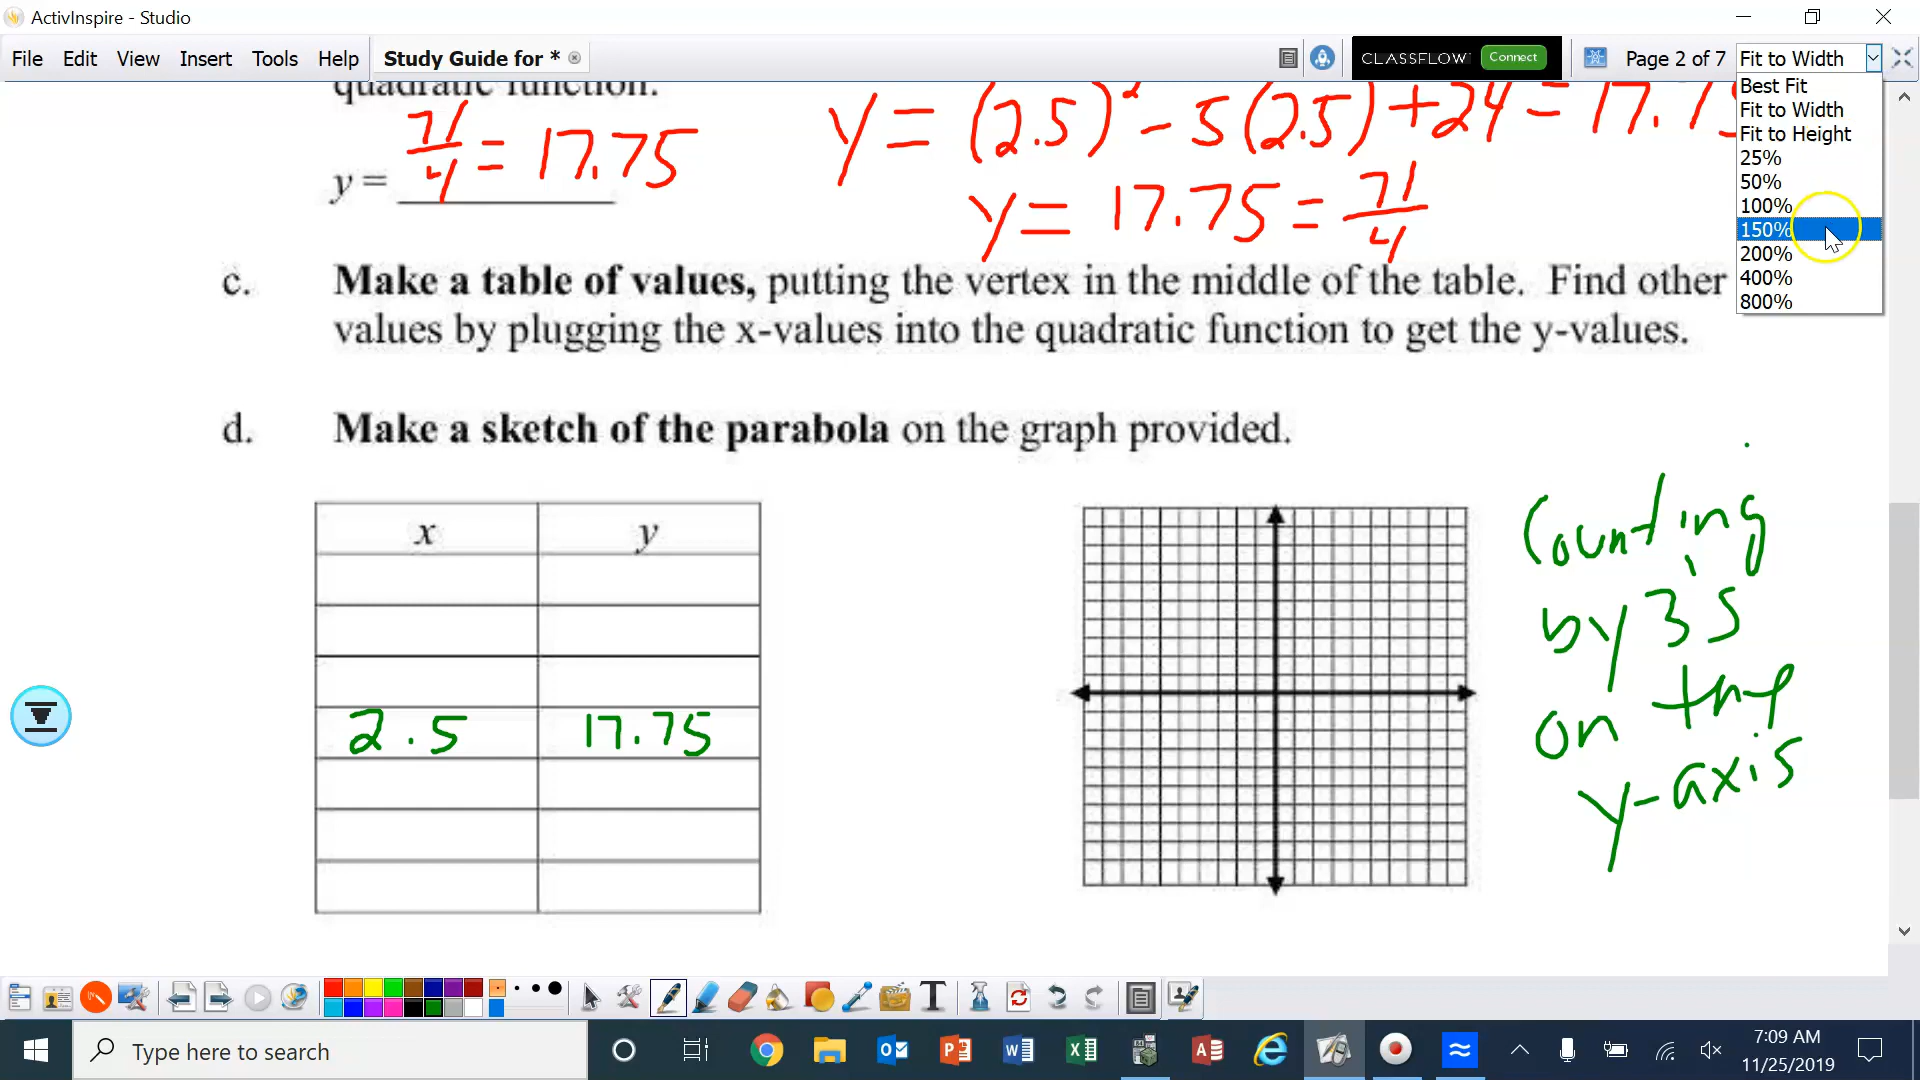 ActivInspire - Studio
File Edit View Insert Tools Help Study Guide for * CLASSFLOW Connect Page 2 of 7 Fit to Width
Best Fit
Fit to Width
Fit to Height
25%
50%
100%
150%
200%
400%
800%
quadratic function.
y = (2.5)² - 5(2.5) + 24 = 17.75
y = 71/4 = 17.75
y = 17.75 = 71/4
c. Make a table of values, putting the vertex in the middle of the table. Find other
values by plugging the x-values into the quadratic function to get the y-values.
d. Make a sketch of the parabola on the graph provided.
x y
2.5 17.75
Counting
by 3's
on the
y-axis
Type here to search
7:09 AM
11/25/2019